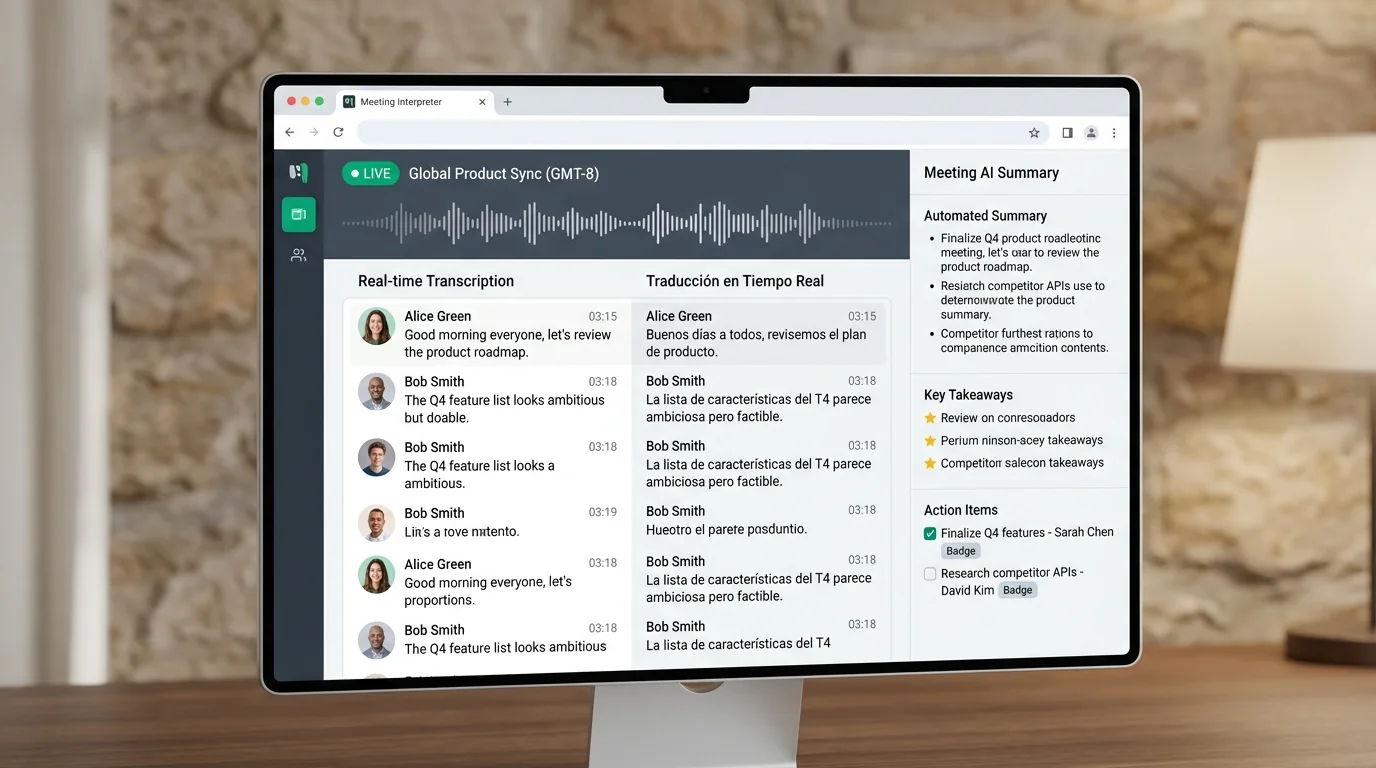 Meeting Interpreter
LIVE
Global Product Sync (GMT-8)
Real-time Transcription
Alice Green 03:15
Good morning everyone, let's review
the product roadmap.
Bob Smith 03:18
The Q4 feature list looks ambitious
but doable.
Bob Smith 03:18
The Q4 feature list looks a
ambitious.
Bob Smith 03:19
a
Alice Green 03:18
Good morning everyone, let's
proportions.
Bob Smith 03:18
The Q4 feature list looks ambitious
Traducción en Tiempo Real
Alice Green 03:15
Buenos días a todos, revisemos el plan
de producto.
Bob Smith 03:18
La lista de características del T4 parece
ambiciosa pero factible.
Bob Smith 03:18
La lista de características del T4 parece
ambiciosa pero factible.
Bob Smith 03:18
Hueotro el parete
Bob Smith 03:18
La lista de características del T4 parece
ambiciosa pero factible.
Bob Smith 03:18
La lista de características del T4
Meeting AI Summary
Automated Summary
Finalize Q4 product
meeting, let's to review the
product roadmap.
competitor APIs use to
the product
summary.
Competitor to
contents.
Key Takeaways
Review on
takeaways
takeaways
Action Items
Finalize Q4 features - Sarah Chen
Badge
Research competitor APIs -
David Kim Badge